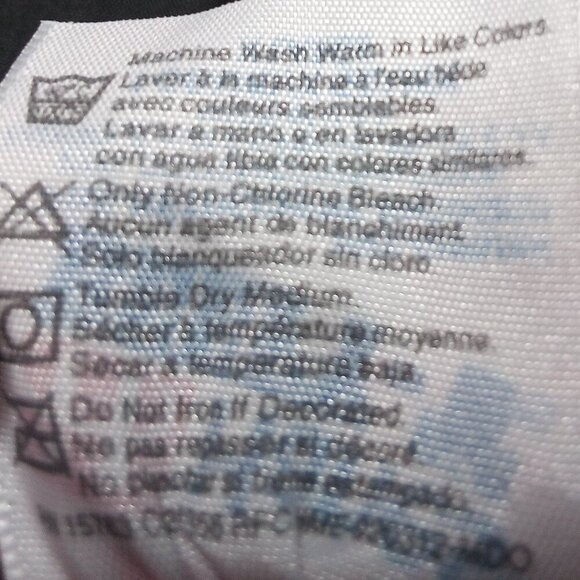 Machine Wash Warm in Like Colors.
Laver à la machine à l'eau tiède
avec couleurs semblables.
Lavar a mano o en lavadora
con agua tibia con colores similares.
Only Non-Chlorine Bleach.
Aucun agent de blanchiment.
Solo blanqueador sin cloro.
Tumble Dry Medium.
Sécher à température moyenne.
Secar a temperatura baja.
Do Not Iron If Decorated.
Ne pas repasser si décoré.
No planchar si tiene estampado.